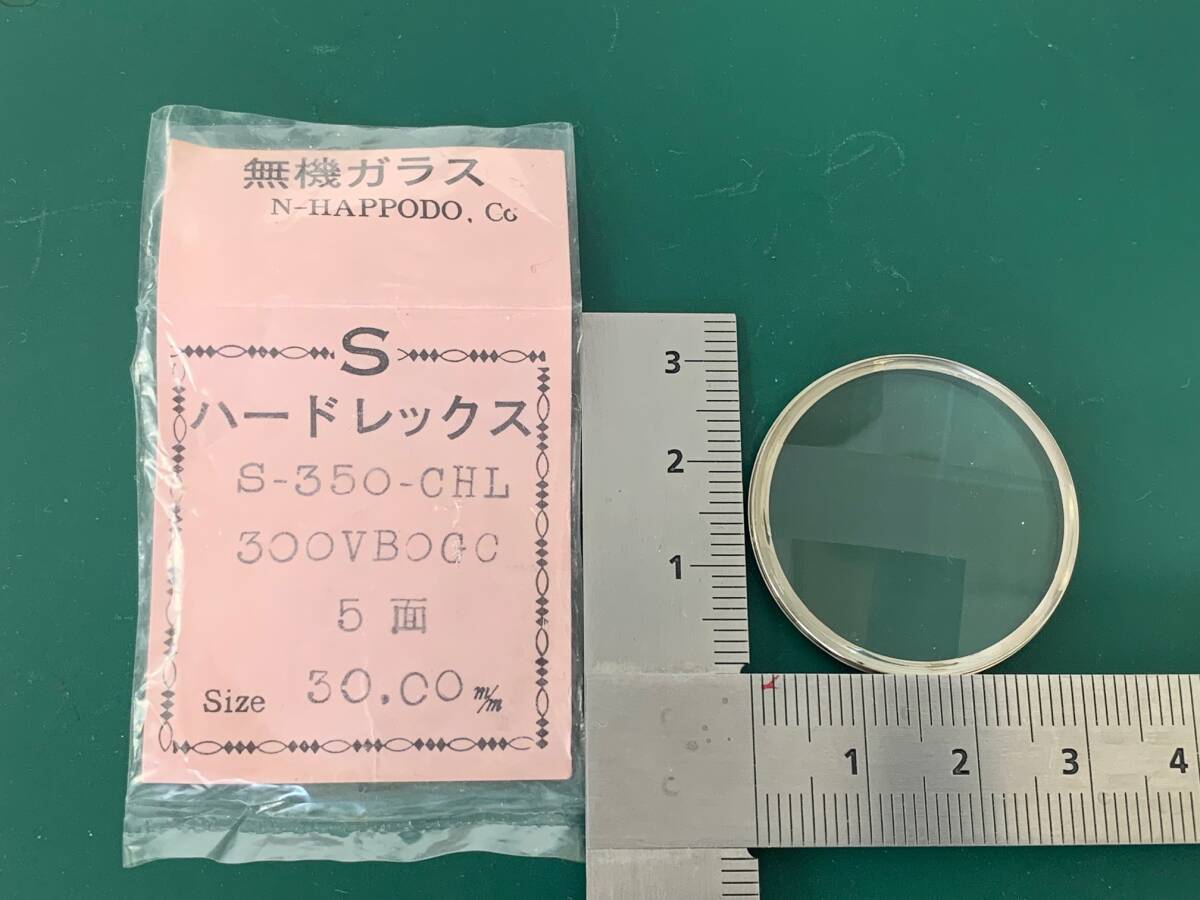 無機ガラス
N-HAPPODO, Co
S
ハードレックス
S-350-CHL
300VB0GC
5面
Size 30.00 m/m
3
2
1
1 2 3 4